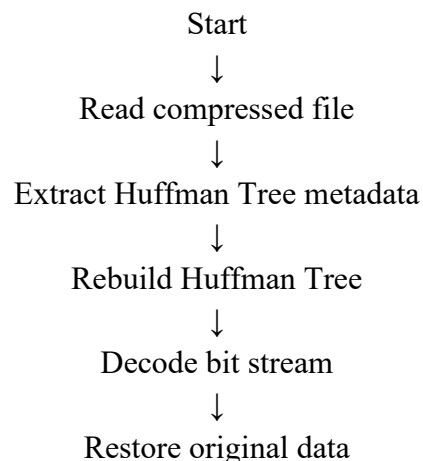 Start
↓
Read compressed file
↓
Extract Huffman Tree metadata
↓
Rebuild Huffman Tree
↓
Decode bit stream
↓
Restore original data